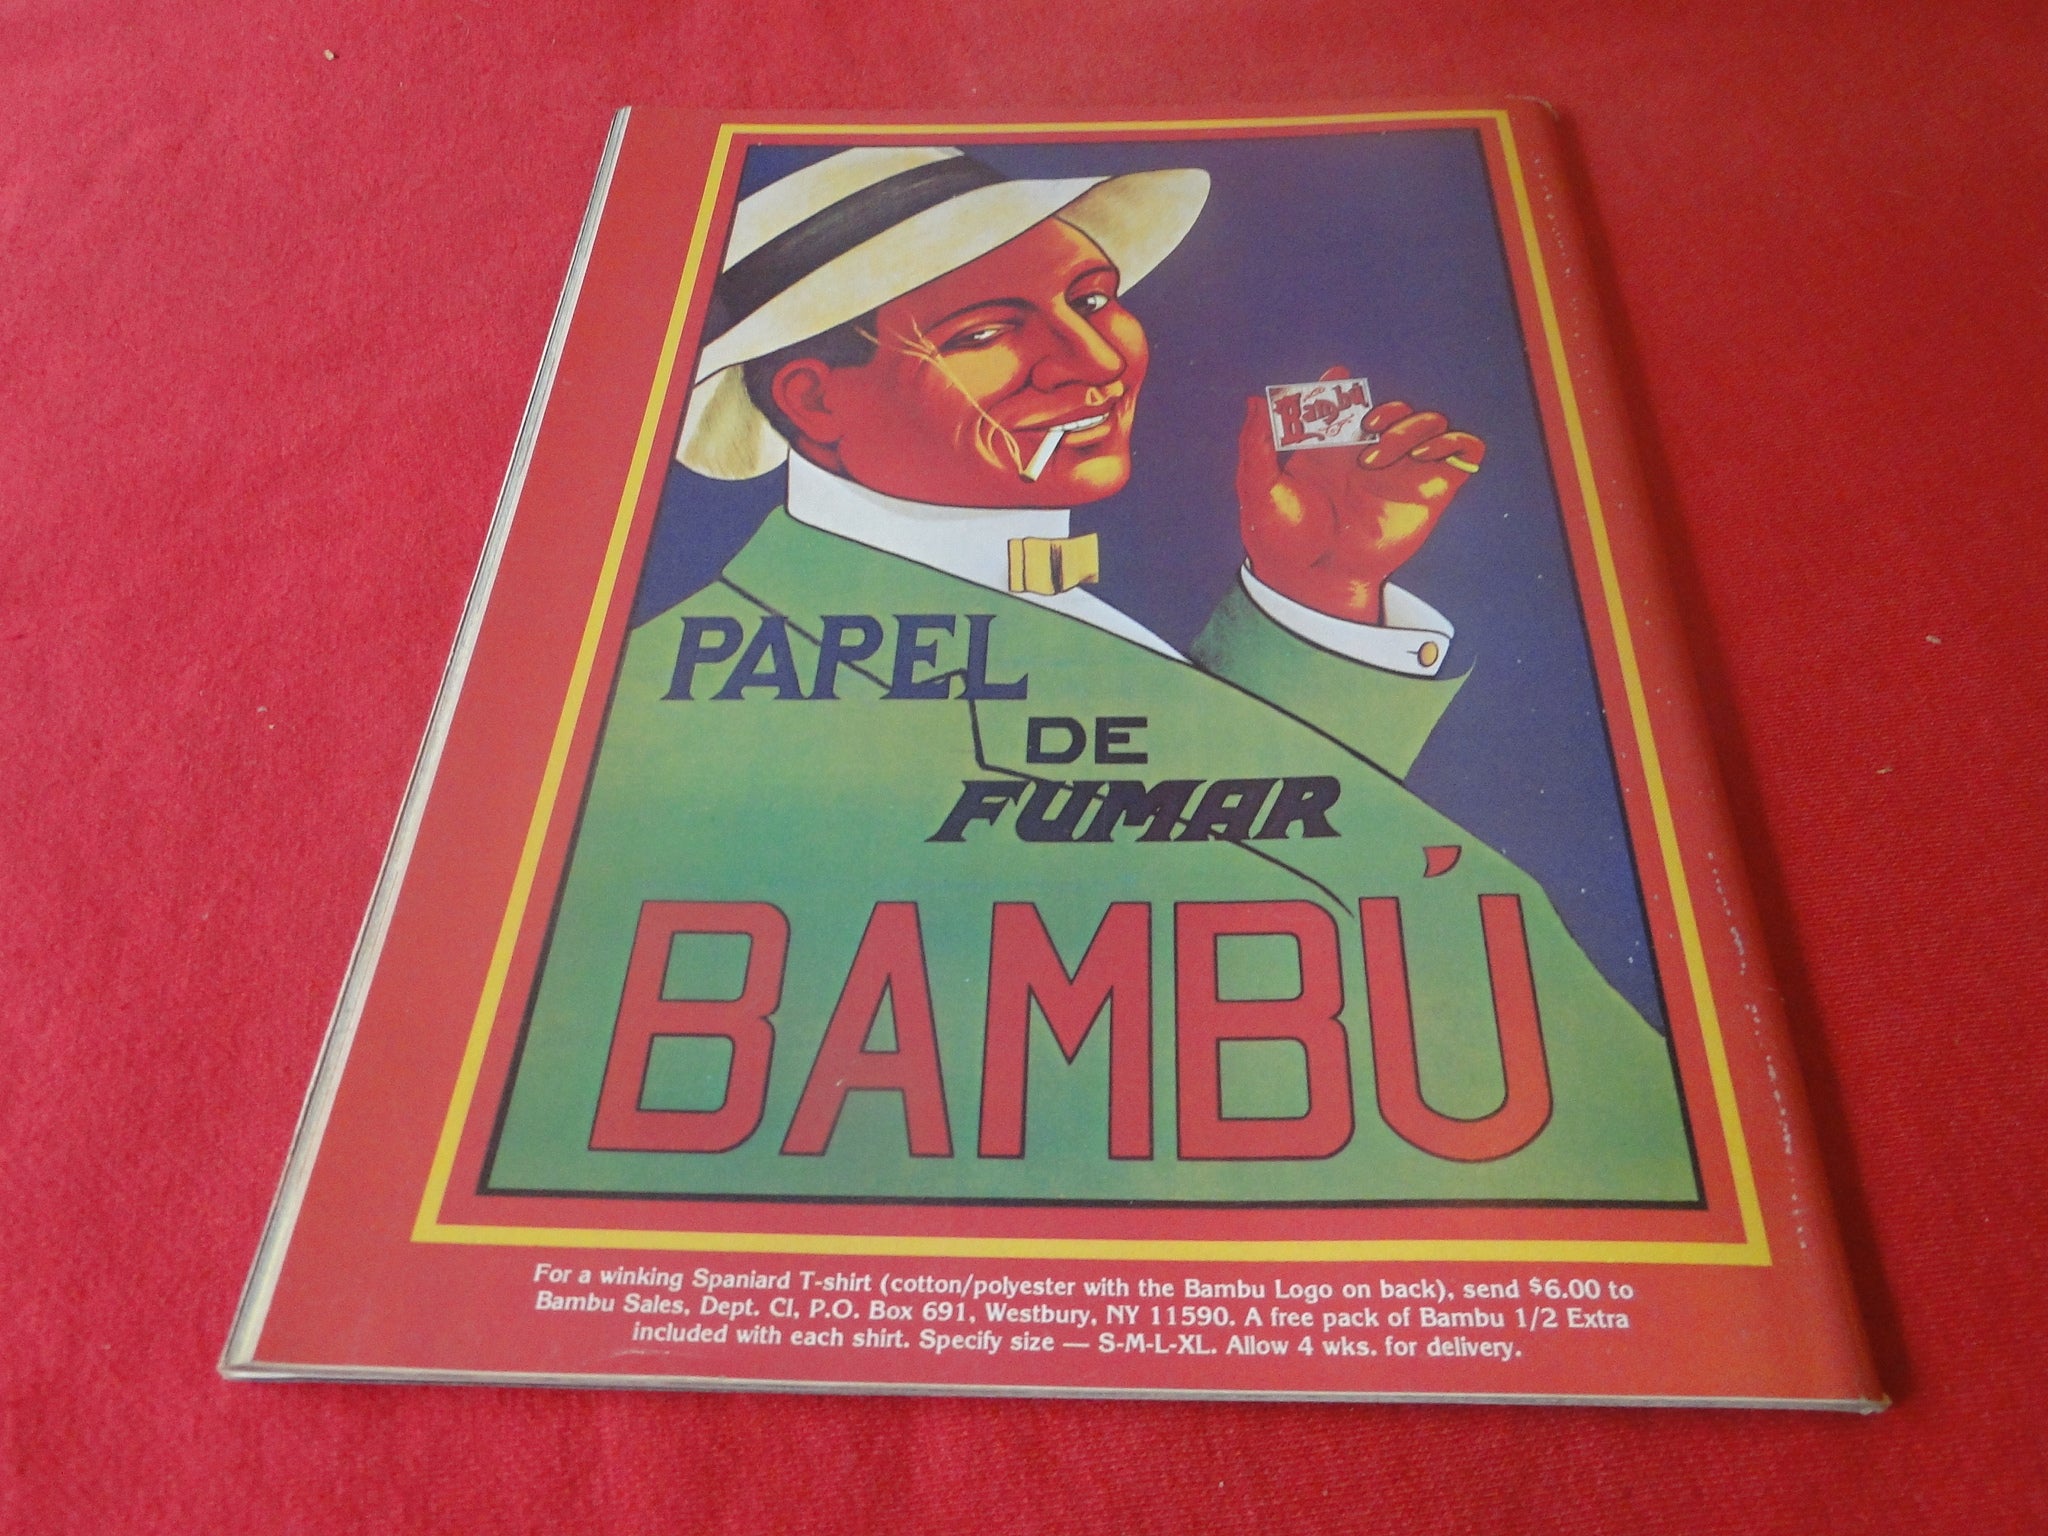 Bambú
PAPEL
DE
FUMAR
BAMBÚ
For a winking Spaniard T-shirt (cotton/polyester with the Bambu Logo on back), send $6.00 to
Bambu Sales, Dept. CI, P.O. Box 691, Westbury, NY 11590. A free pack of Bambu 1/2 Extra
included with each shirt. Specify size — S-M-L-XL. Allow 4 wks. for delivery.